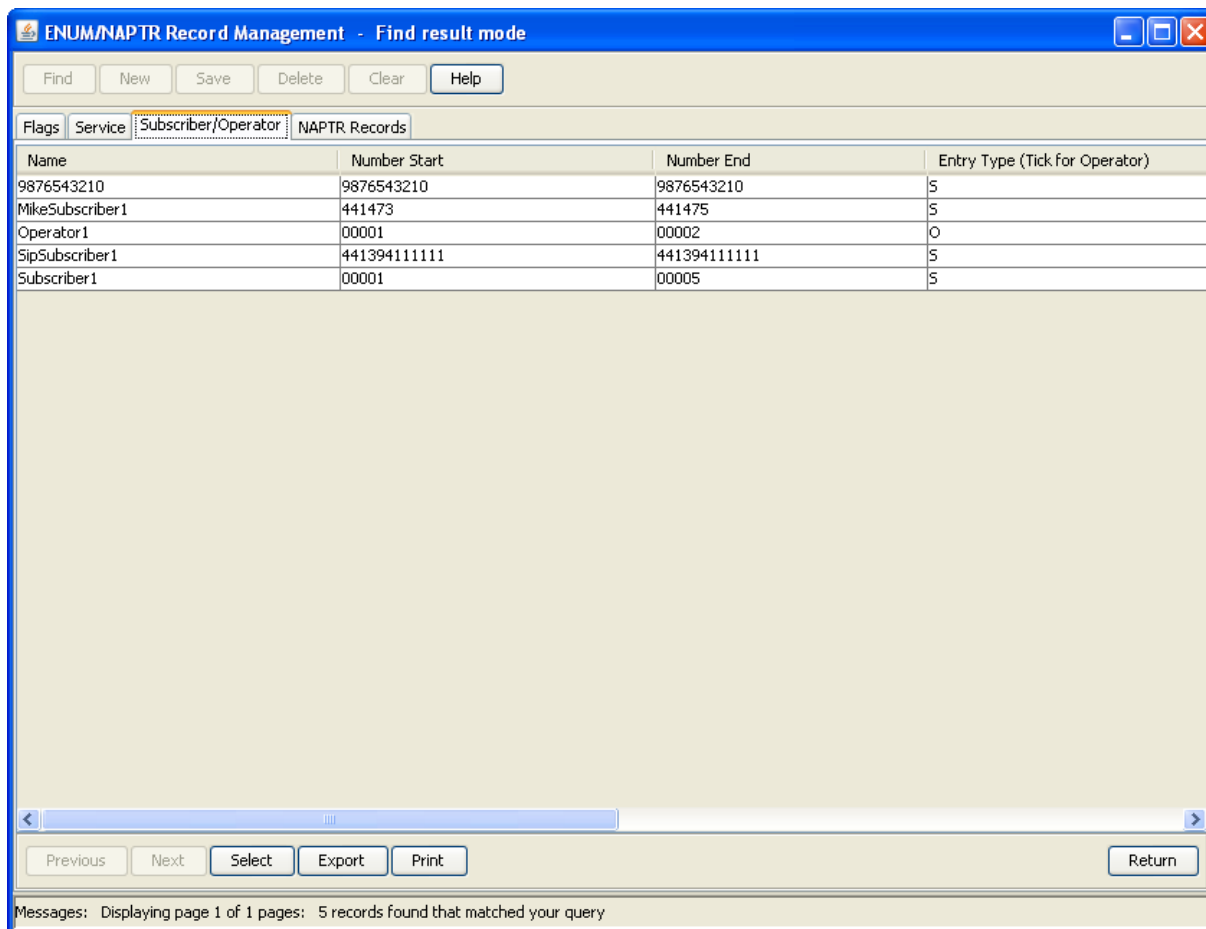 ENUM/NAPTR Record Management - Find result mode
Find New Save Delete Clear Help
Flags Service Subscriber/Operator NAPTR Records
Name Number Start Number End Entry Type (Tick for Operator)
9876543210 9876543210 9876543210 S
MikeSubscriber1 441473 441475 S
Operator1 00001 00002 O
SipSubscriber1 441394111111 441394111111 S
Subscriber1 00001 00005 S
Previous Next Select Export Print Return
Messages: Displaying page 1 of 1 pages: 5 records found that matched your query